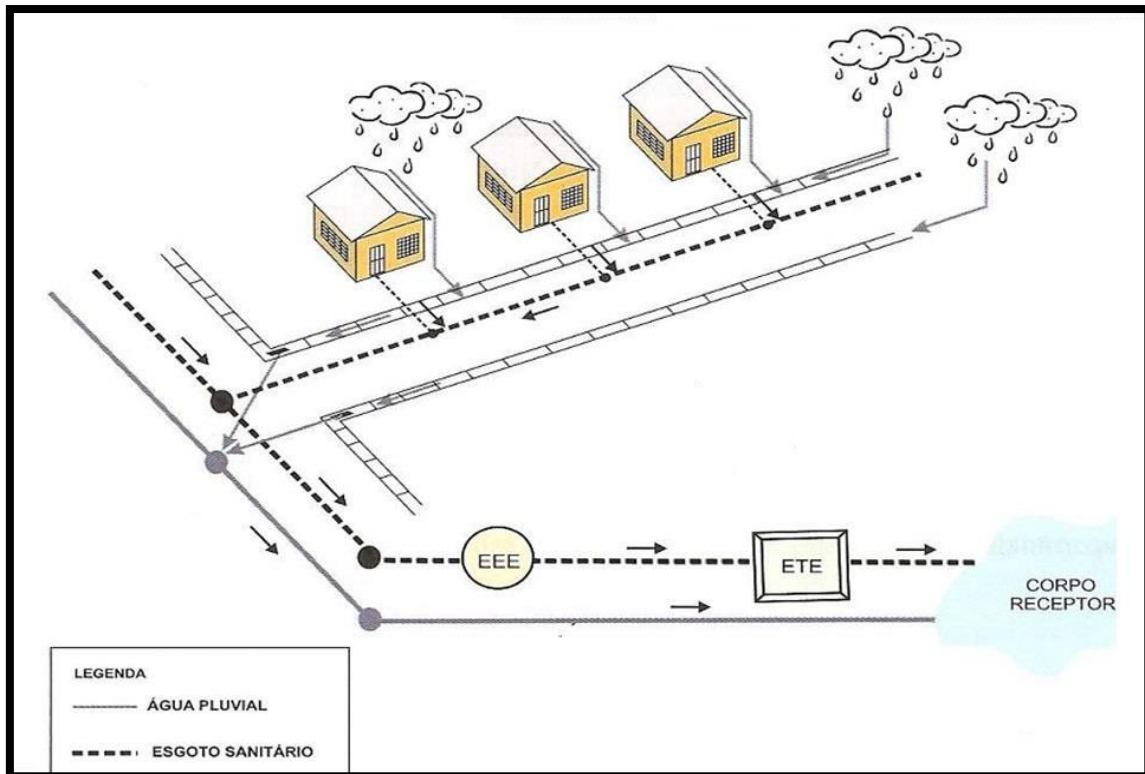 EEE
ETE
CORPO
RECEPTOR
LEGENDA
ÁGUA PLUVIAL
ESGOTO SANITÁRIO